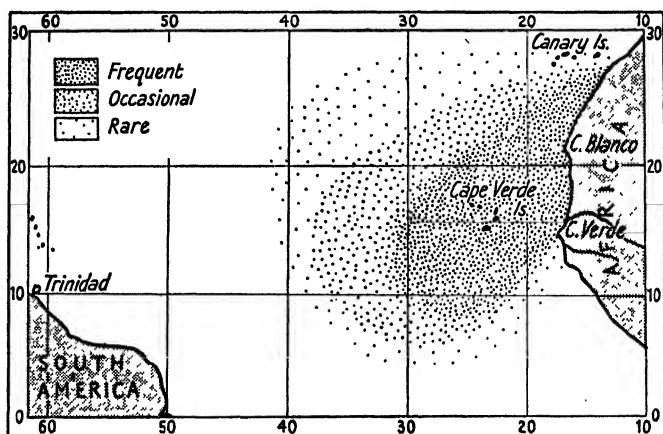 60 50 40 30 20 10
30 30
Canary Is.
Frequent
Occasional
Rare
C. Blanco
20 20
Cape Verde
Is.
C. Verde
AFRICA
Trinidad
10 10
SOUTH
AMERICA
0 0
60 50 40 30 20 10